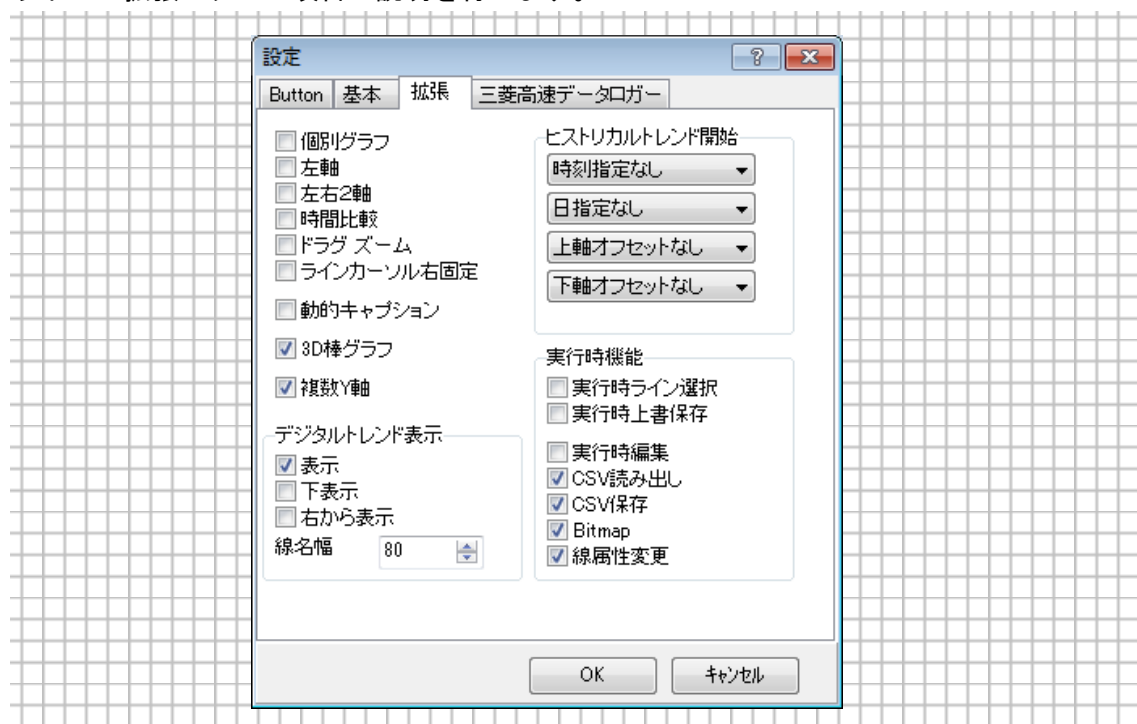 設定
Button 基本 拡張 三菱高速データロガー
個別グラフ
左軸
左右2軸
時間比較
ドラグ ズーム
ラインカーソル右固定
動的キャプション
3D棒グラフ
複数Y軸
デジタルトレンド表示
表示
下表示
右から表示
線名幅 80
ヒストリカルトレンド開始
時刻指定なし
日指定なし
上軸オフセットなし
下軸オフセットなし
実行時機能
実行時ライン選択
実行時上書保存
実行時編集
CSV読み出し
CSV保存
Bitmap
線属性変更
OK キャンセル